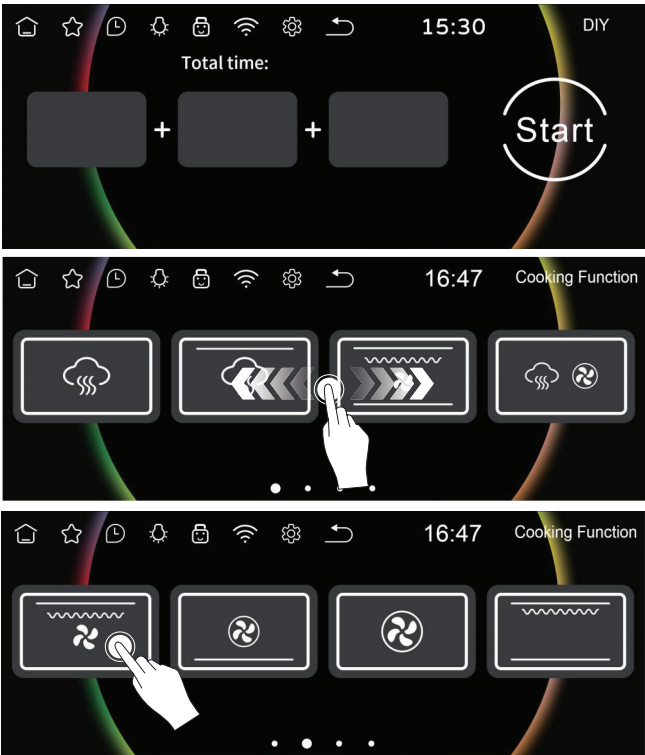 15:30
DIY
Total time:
+
+
Start
16:47
Cooking Function
16:47
Cooking Function